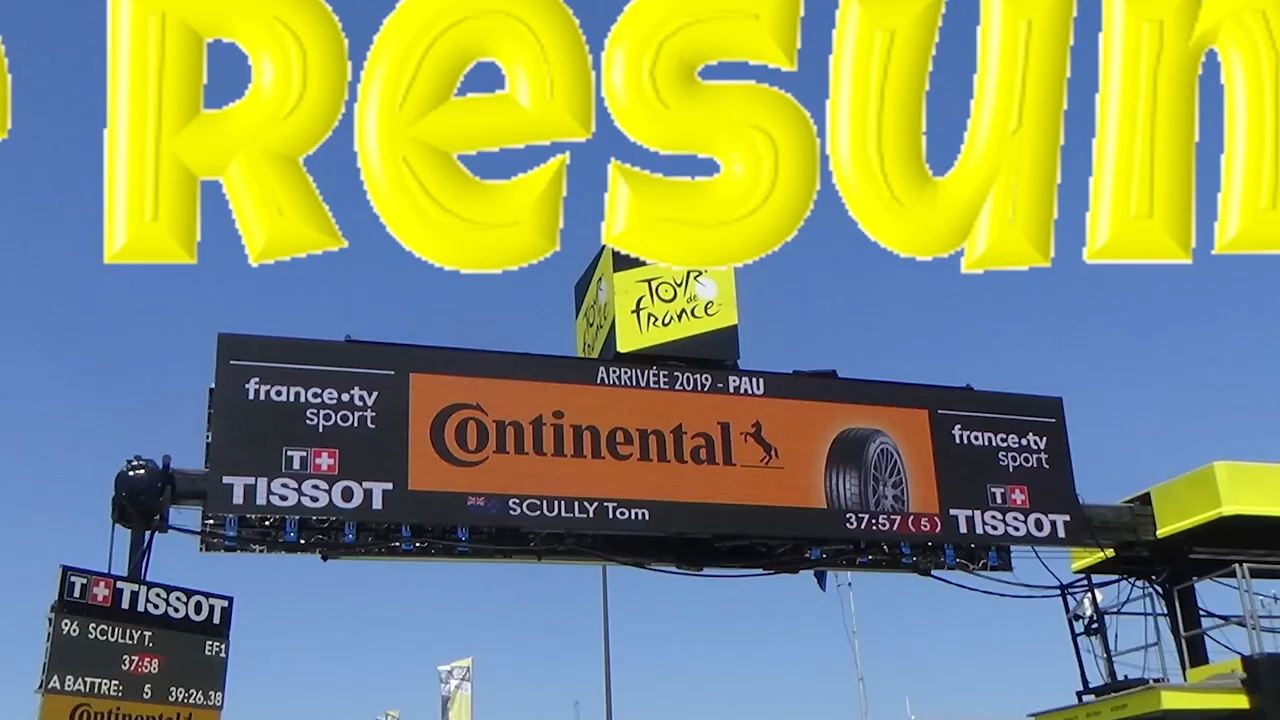 Resum
TOUR
de
france
ARRIVÉE 2019 - PAU
france•tv
sport
T+
TISSOT
Continental
SCULLY Tom
37:57 (5)
france•tv
sport
T+
TISSOT
T+ TISSOT
96 SCULLY T.
EF1
37:58
A BATTRE: 5 39:26.38
Continental